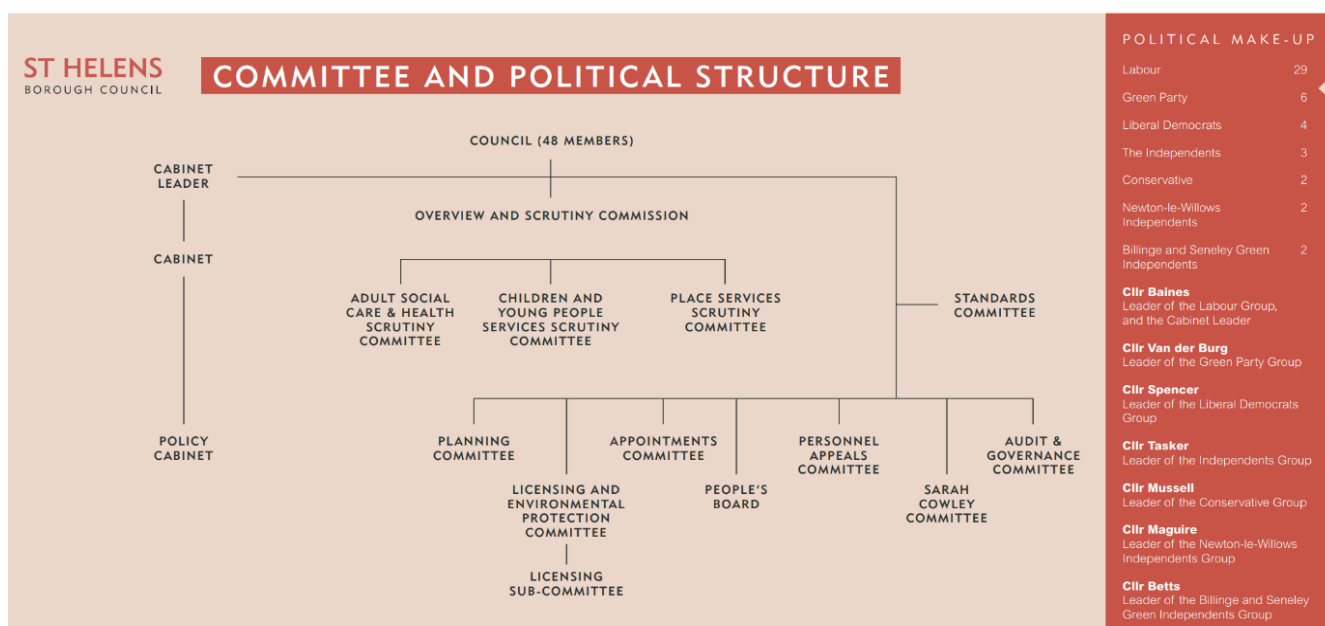 ST HELENS
BOROUGH COUNCIL
COMMITTEE AND POLITICAL STRUCTURE
COUNCIL (48 MEMBERS)
CABINET
LEADER
OVERVIEW AND SCRUTINY COMMISSION
CABINET
ADULT SOCIAL
CARE & HEALTH
SCRUTINY
COMMITTEE
CHILDREN AND
YOUNG PEOPLE
SERVICES SCRUTINY
COMMITTEE
PLACE SERVICES
SCRUTINY
COMMITTEE
STANDARDS
COMMITTEE
POLICY
CABINET
PLANNING
COMMITTEE
LICENSING AND
ENVIRONMENTAL
PROTECTION
COMMITTEE
LICENSING
SUB-COMMITTEE
APPOINTMENTS
COMMITTEE
PEOPLE'S
BOARD
PERSONNEL
APPEALS
COMMITTEE
SARAH
COWLEY
COMMITTEE
AUDIT &
GOVERNANCE
COMMITTEE
POLITICAL MAKE-UP
Labour 29
Green Party 6
Liberal Democrats 4
The Independents 3
Conservative 2
Newton-le-Willows 2
Independents
Billinge and Seneley Green 2
Independents
Cllr Baines
Leader of the Labour Group,
and the Cabinet Leader
Cllr Van der Burg
Leader of the Green Party Group
Cllr Spencer
Leader of the Liberal Democrats
Group
Cllr Tasker
Leader of the Independents Group
Cllr Mussell
Leader of the Conservative Group
Cllr Maguire
Leader of the Newton-le-Willows
Independents Group
Cllr Betts
Leader of the Billinge and Seneley
Green Independents Group